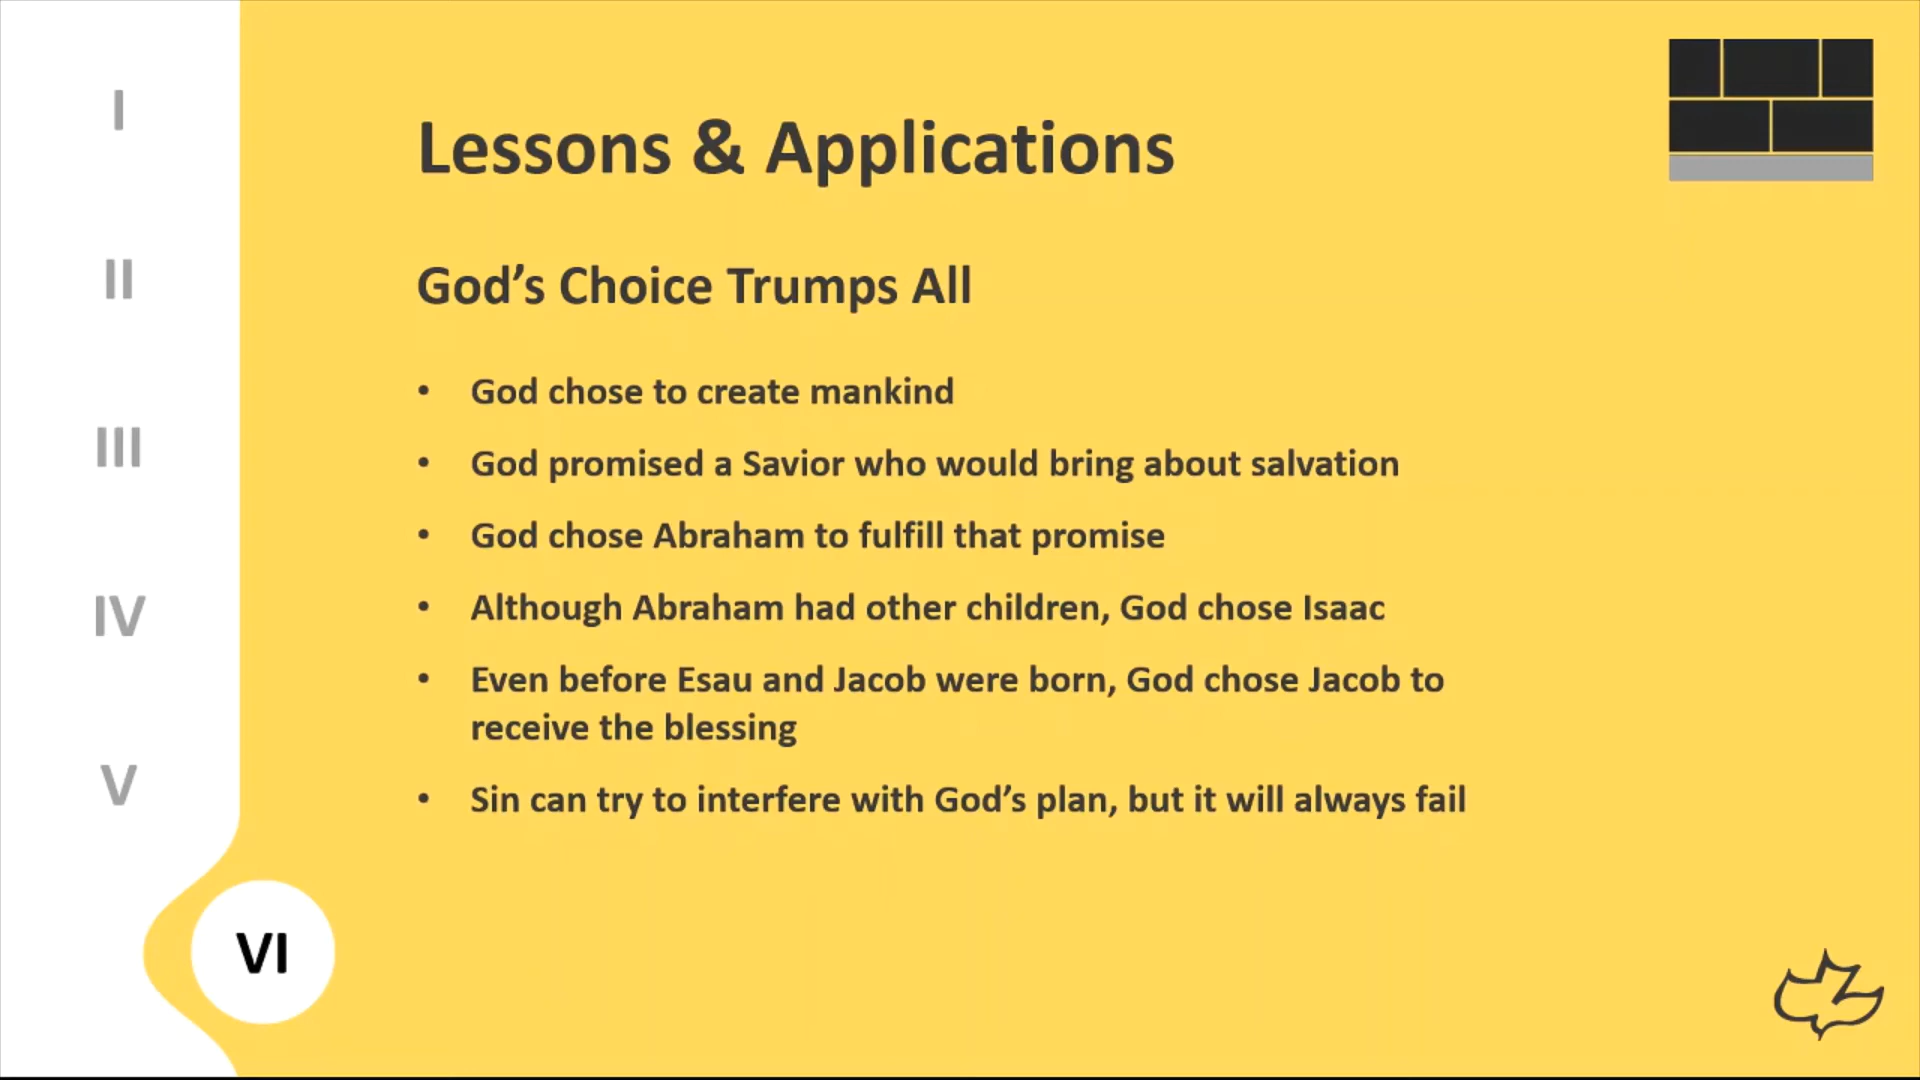 I
II
III
IV
V
VI
Lessons & Applications
God’s Choice Trumps All
• God chose to create mankind
• God promised a Savior who would bring about salvation
• God chose Abraham to fulfill that promise
• Although Abraham had other children, God chose Isaac
• Even before Esau and Jacob were born, God chose Jacob to
receive the blessing
• Sin can try to interfere with God’s plan, but it will always fail